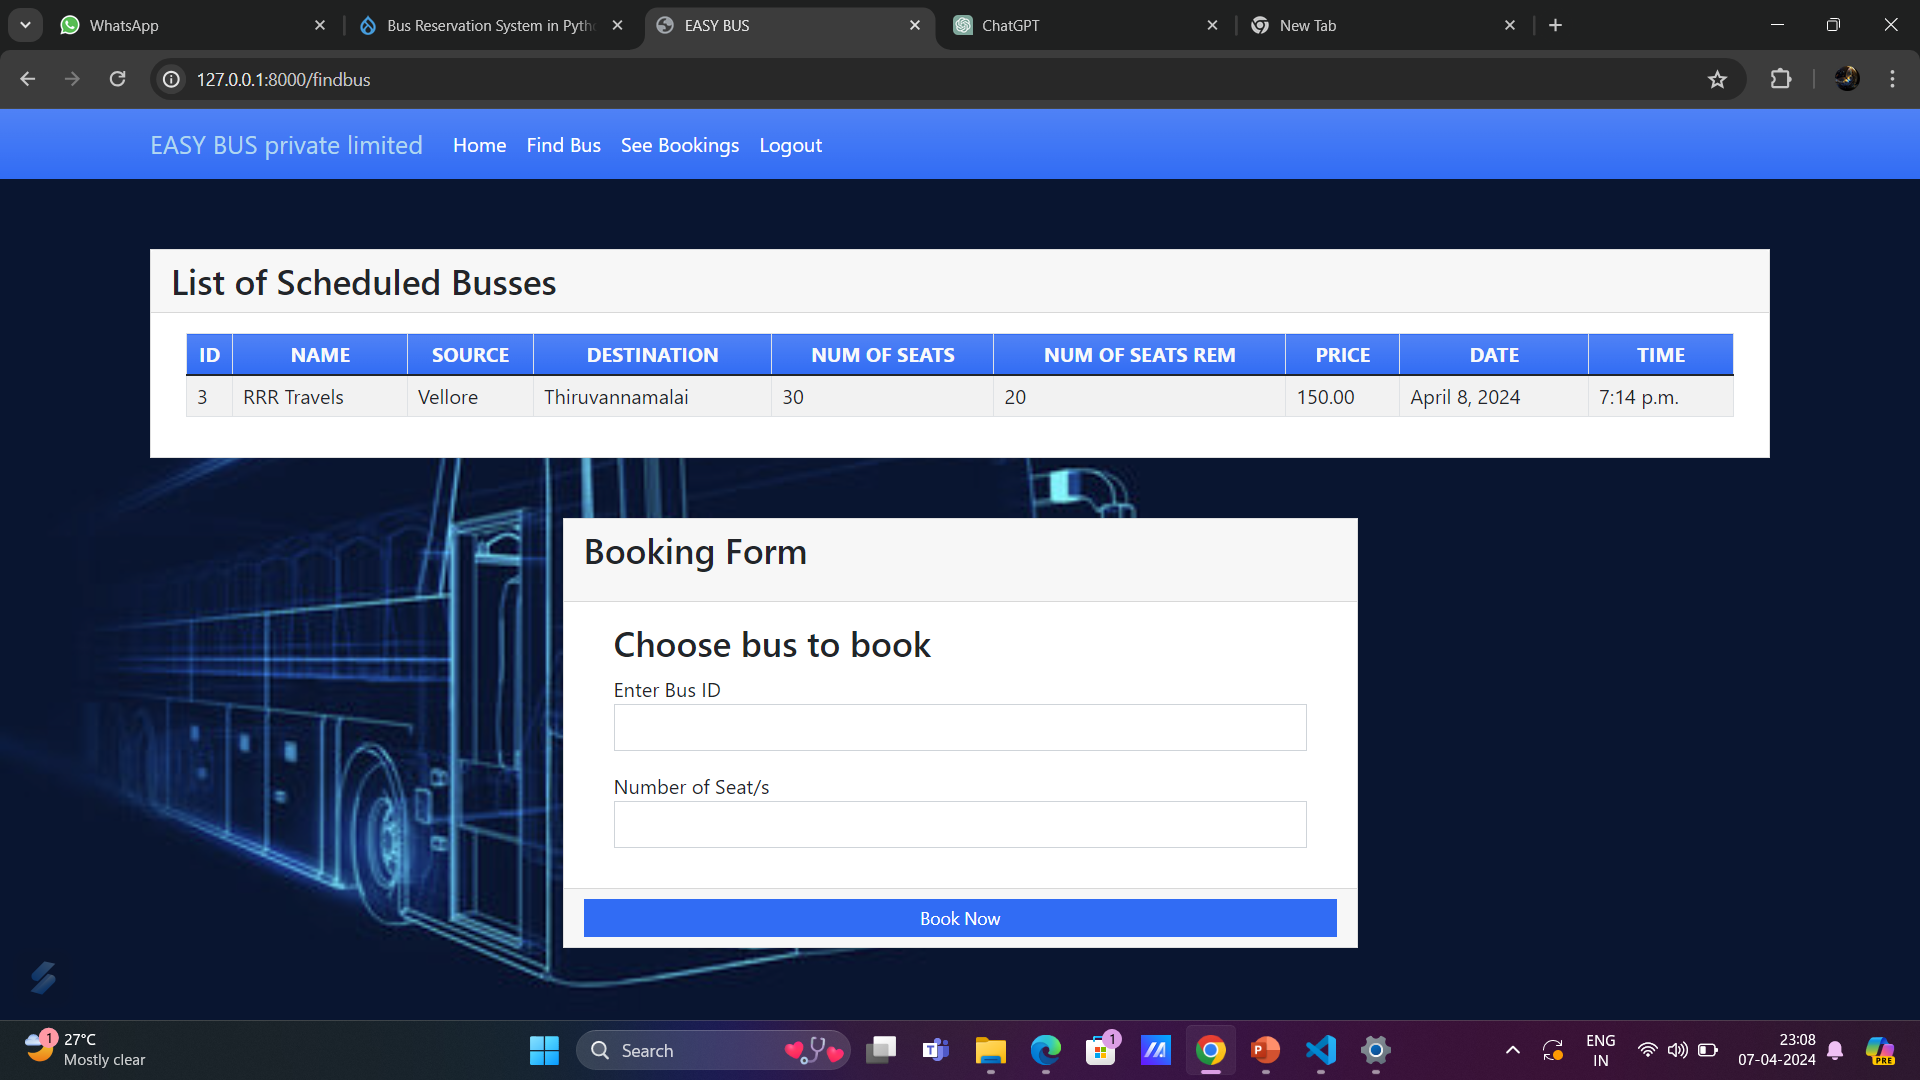 WhatsApp
Bus Reservation System in Pytho
EASY BUS
ChatGPT
New Tab
127.0.0.1:8000/findbus
EASY BUS private limited Home Find Bus See Bookings Logout
List of Scheduled Busses
ID NAME SOURCE DESTINATION NUM OF SEATS NUM OF SEATS REM PRICE DATE TIME
3 RRR Travels Vellore Thiruvannamalai 30 20 150.00 April 8, 2024 7:14 p.m.
Booking Form
Choose bus to book
Enter Bus ID
Number of Seat/s
Book Now
1
27°C
Mostly clear
Search
1
ENG
IN
23:08
07-04-2024
PRE